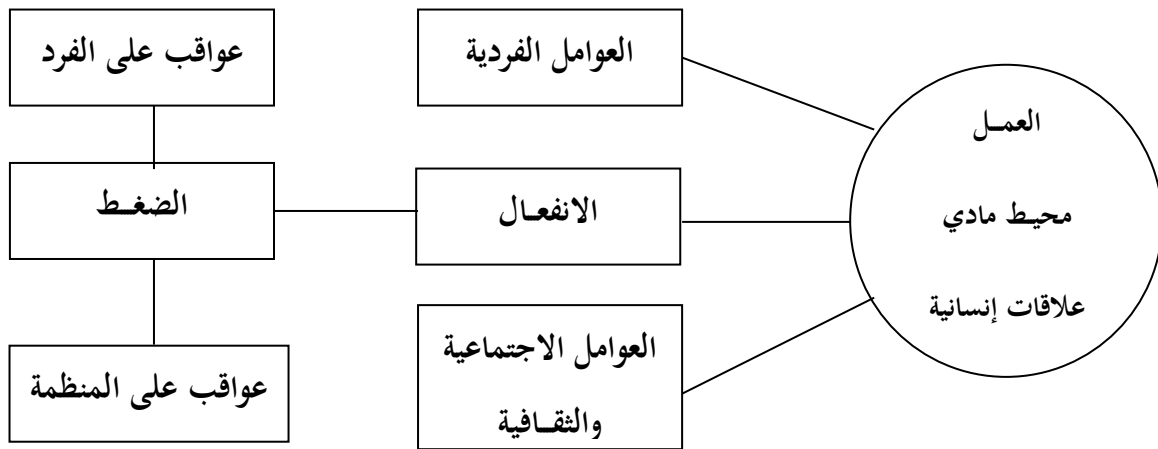 العمـل
محيـط مادي
علاقات إنسانية
العوامل الفردية
الانفعـال
العوامل الاجتماعية
والثقـافية
عواقب على الفرد
الضغـط
عواقب على المنظمة